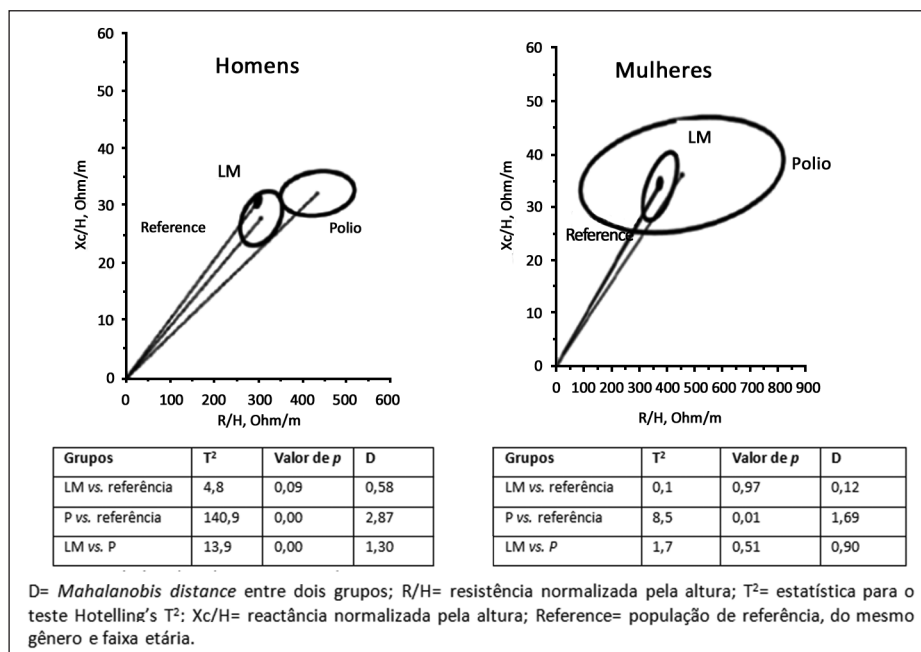 Homens
60
50
40
30
20
10
0
Xc/H, Ohm/m
LM
Reference
Polio
0 100 200 300 400 500 600
R/H, Ohm/m
Mulheres
60
50
40
30
20
10
0
Xc/H, Ohm/m
LM
Polio
Reference
0 100 200 300 400 500 600 700 800 900
R/H, Ohm/m
Grupos T² Valor de p D
LM vs. referência 4,8 0,09 0,58
P vs. referência 140,9 0,00 2,87
LM vs. P 13,9 0,00 1,30
Grupos T² Valor de p D
LM vs. referência 0,1 0,97 0,12
P vs. referência 8,5 0,01 1,69
LM vs. P 1,7 0,51 0,90
D= Mahalanobis distance entre dois grupos; R/H= resistência normalizada pela altura; T²= estatística para o
teste Hotelling's T²; Xc/H= reactância normalizada pela altura; Reference= população de referência, do mesmo
gênero e faixa etária.